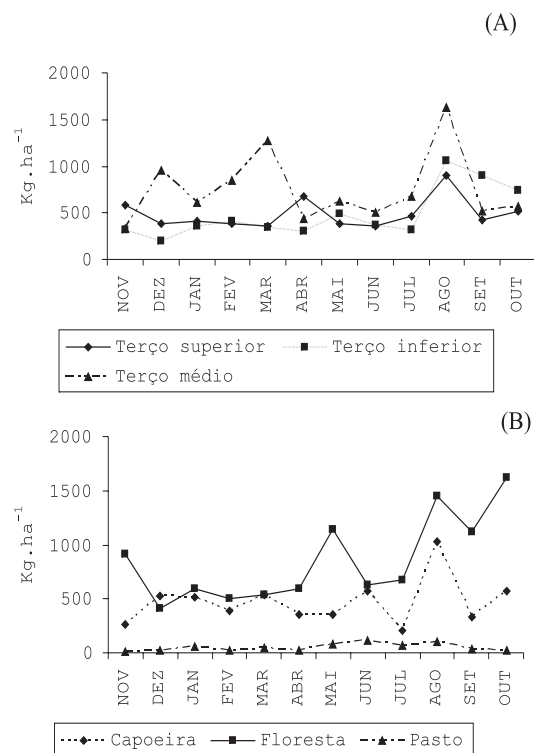 (A)
2000
1500
1000
500
0
Kg.ha⁻¹
NOV DEZ JAN FEV MAR ABR MAI JUN JUL AGO SET OUT
Terço superior Terço inferior
Terço médio
(B)
2000
1500
1000
500
0
Kg.ha⁻¹
NOV DEZ JAN FEV MAR ABR MAI JUN JUL AGO SET OUT
Capoeira Floresta Pasto